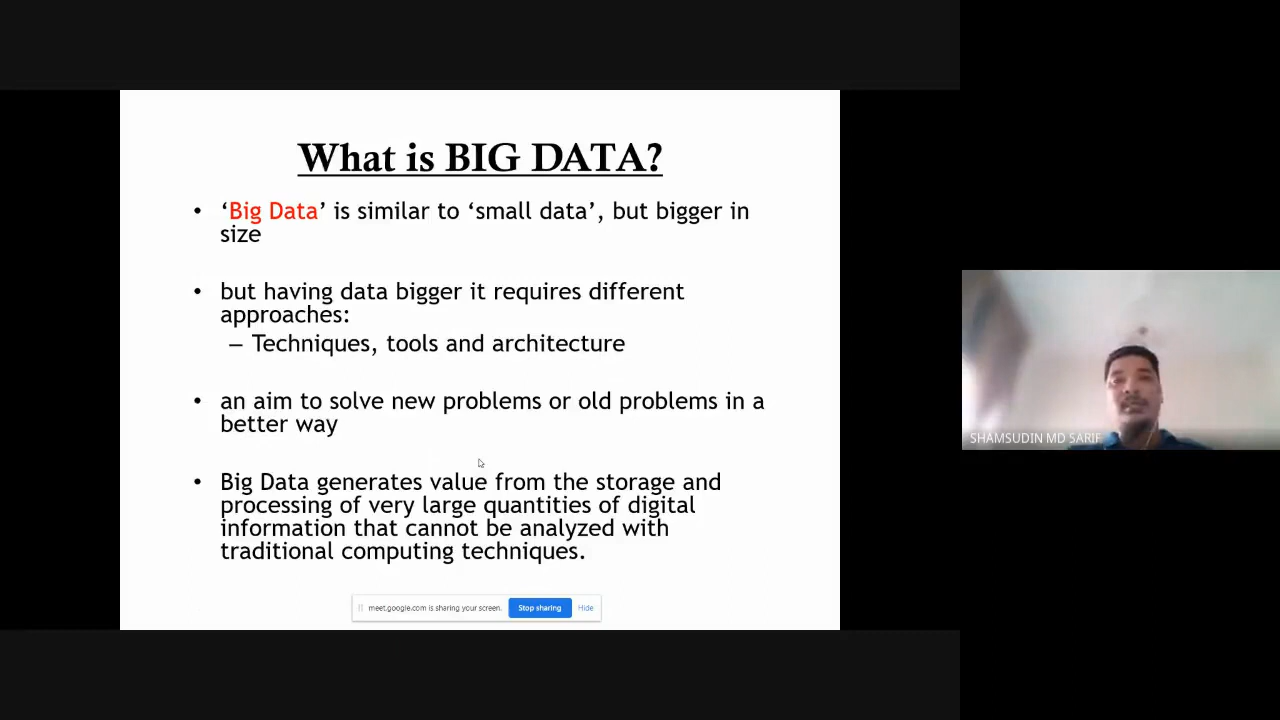 What is BIG DATA?
• ‘Big Data’ is similar to ‘small data’, but bigger in
size
• but having data bigger it requires different
approaches:
– Techniques, tools and architecture
• an aim to solve new problems or old problems in a
better way
• Big Data generates value from the storage and
processing of very large quantities of digital
information that cannot be analyzed with
traditional computing techniques.
meet.google.com is sharing your screen. Stop sharing Hide
SHAMSUDIN MD SARIF